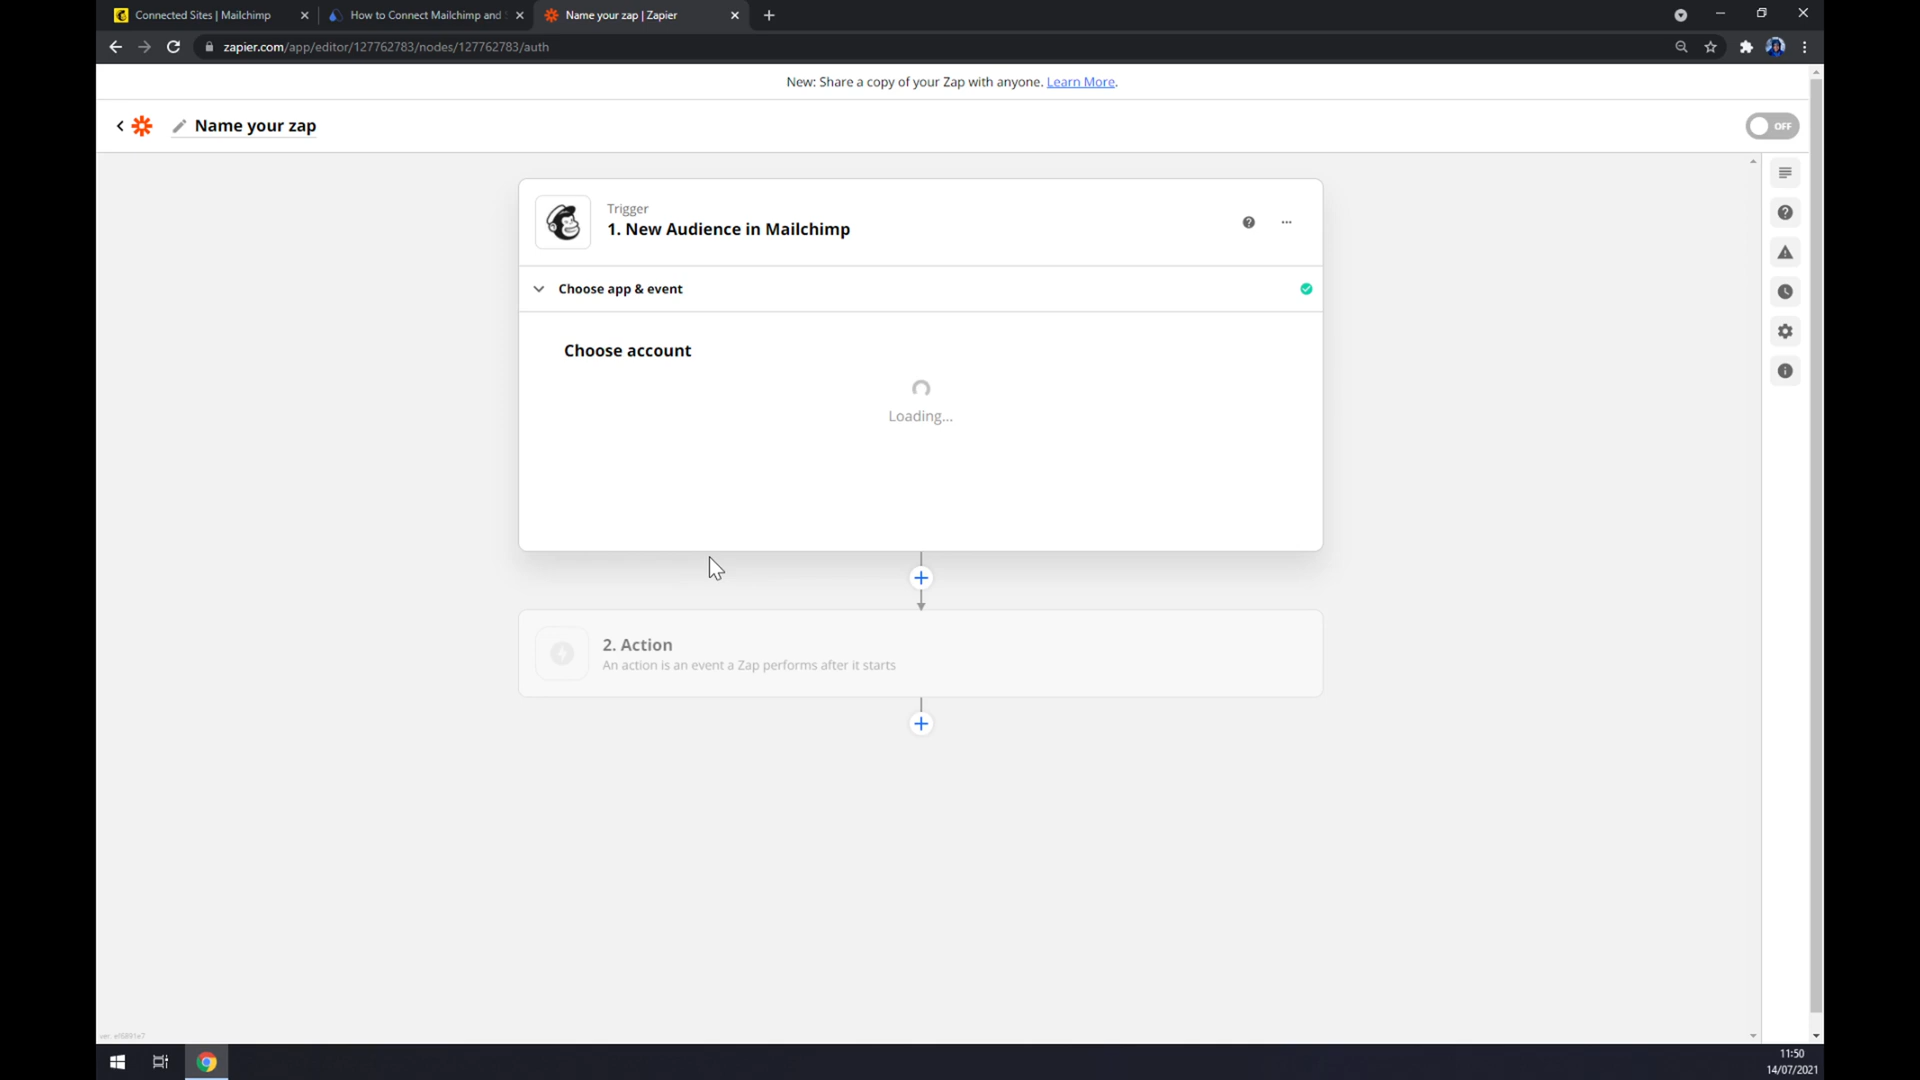 Connected Sites | Mailchimp
How to Connect Mailchimp and
Name your zap | Zapier
zapier.com/app/editor/127762783/nodes/127762783/auth
New: Share a copy of your Zap with anyone. Learn More.
Name your zap
OFF
Trigger
1. New Audience in Mailchimp
Choose app & event
Choose account
Loading...
2. Action
An action is an event a Zap performs after it starts
11:50
14/07/2021